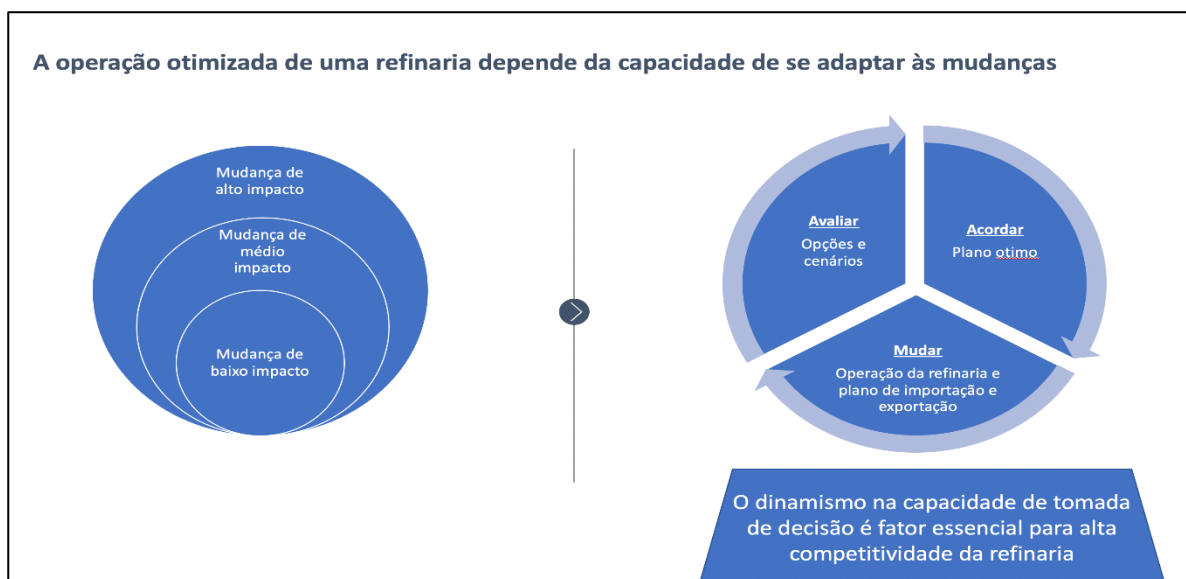 A operação otimizada de uma refinaria depende da capacidade de se adaptar às mudanças
Mudança de
alto impacto
Mudança de
médio
impacto
Mudança de
baixo impacto
Avaliar
Opções e
cenários
Acordar
Plano otimo
Mudar
Operação da refinaria e
plano de importação e
exportação
O dinamismo na capacidade de tomada
de decisão é fator essencial para alta
competitividade da refinaria